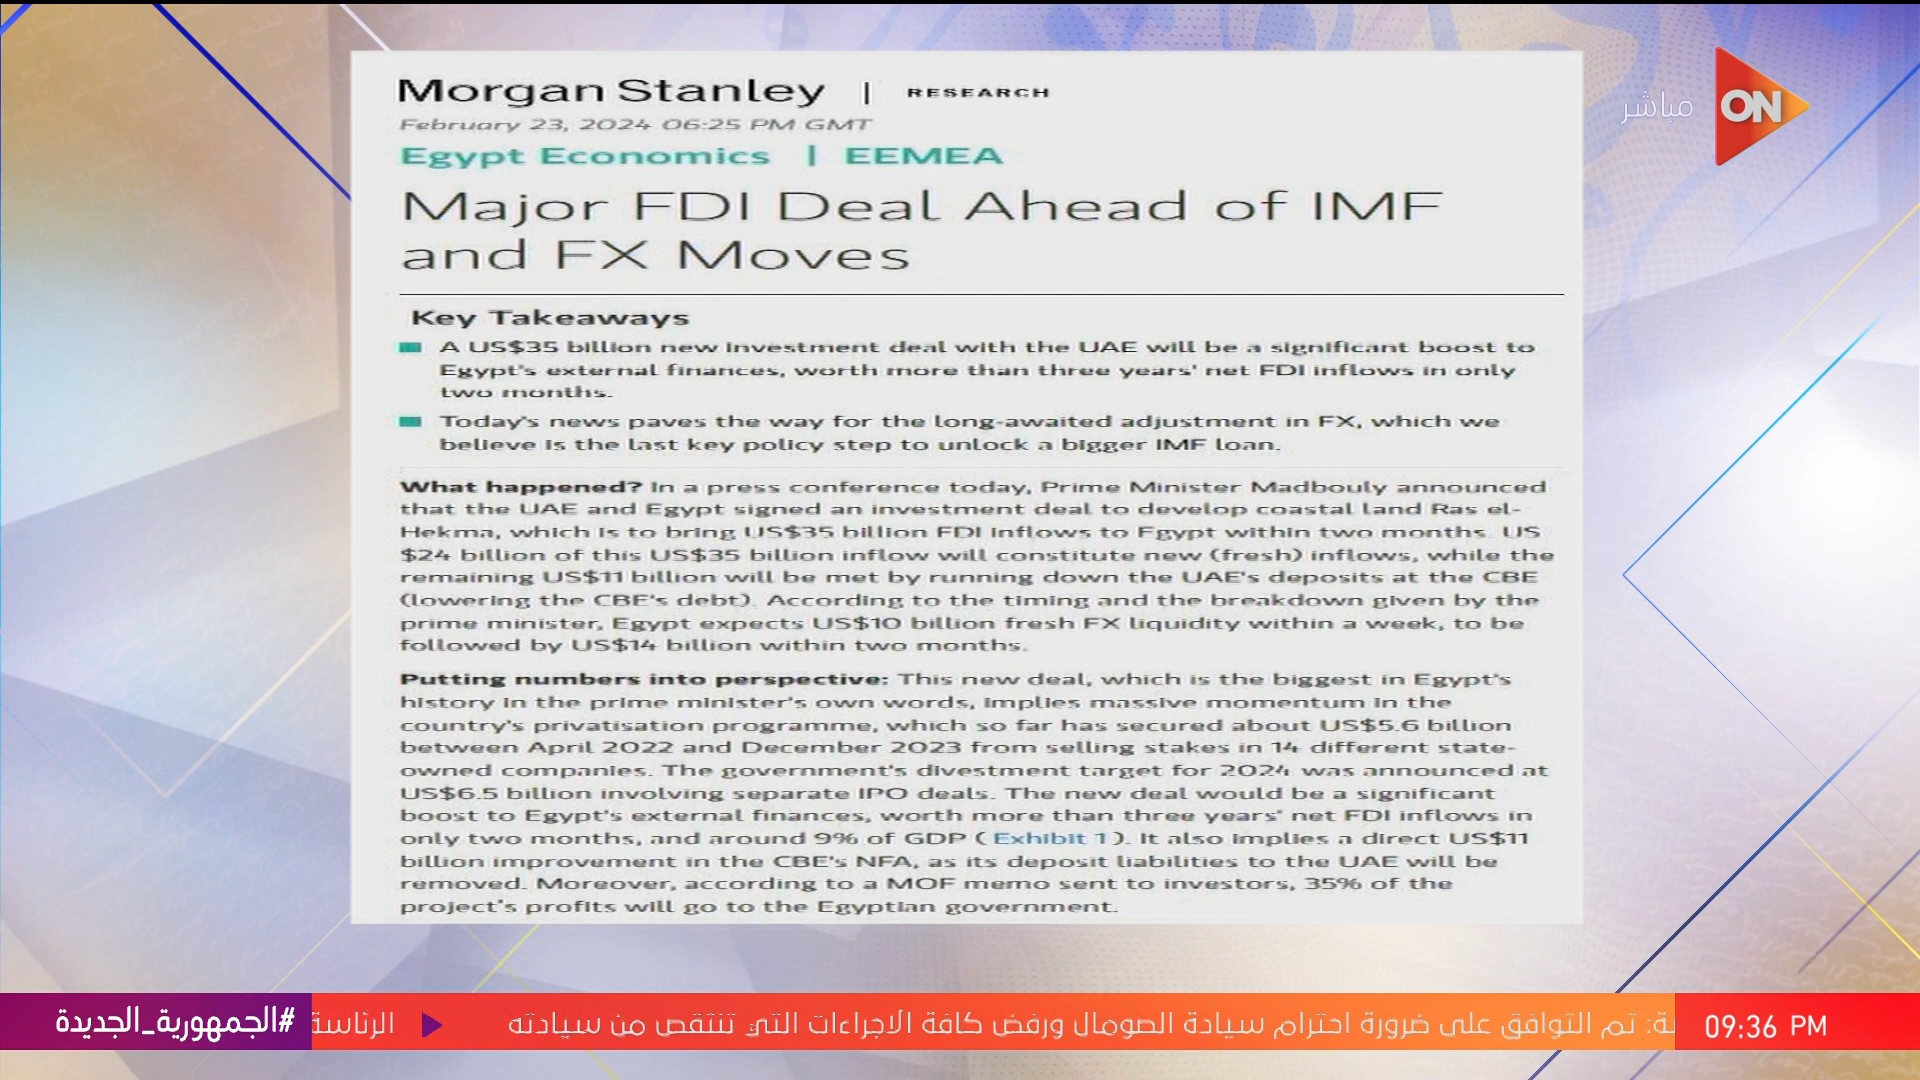 Morgan Stanley | RESEARCH
February 23, 2024 06:25 PM GMT
Egypt Economics | EEMEA
Major FDI Deal Ahead of IMF
and FX Moves
Key Takeaways
A US$35 billion new investment deal with the UAE will be a significant boost to
Egypt's external finances, worth more than three years' net FDI inflows in only
two months.
Today's news paves the way for the long-awaited adjustment in FX, which we
believe is the last key policy step to unlock a bigger IMF loan.
What happened? In a press conference today, Prime Minister Madbouly announced
that the UAE and Egypt signed an investment deal to develop coastal land Ras el-
Hekma, which is to bring US$35 billion FDI inflows to Egypt within two months. US
$24 billion of this US$35 billion inflow will constitute new (fresh) inflows, while the
remaining US$11 billion will be met by running down the UAE's deposits at the CBE
(lowering the CBE's debt). According to the timing and the breakdown given by the
prime minister, Egypt expects US$10 billion fresh FX liquidity within a week, to be
followed by US$14 billion within two months.
Putting numbers into perspective: This new deal, which is the biggest in Egypt's
history in the prime minister's own words, implies massive momentum in the
country's privatisation programme, which so far has secured about US$5.6 billion
between April 2022 and December 2023 from selling stakes in 14 different state-
owned companies. The government's divestment target for 2024 was announced at
US$6.5 billion involving separate IPO deals. The new deal would be a significant
boost to Egypt's external finances, worth more than three years' net FDI inflows in
only two months, and around 9% of GDP ( Exhibit 1 ). It also implies a direct US$11
billion improvement in the CBE's NFA, as its deposit liabilities to the UAE will be
removed. Moreover, according to a MOF memo sent to investors, 35% of the
project's profits will go to the Egyptian government.
مباشر ON
ـة: تم التوافق على ضرورة احترام سيادة الصومال ورفض كافة الاجراءات التي تنتقص من سيادته
الرئاسة
#الجمهورية_الجديدة
09:36 PM